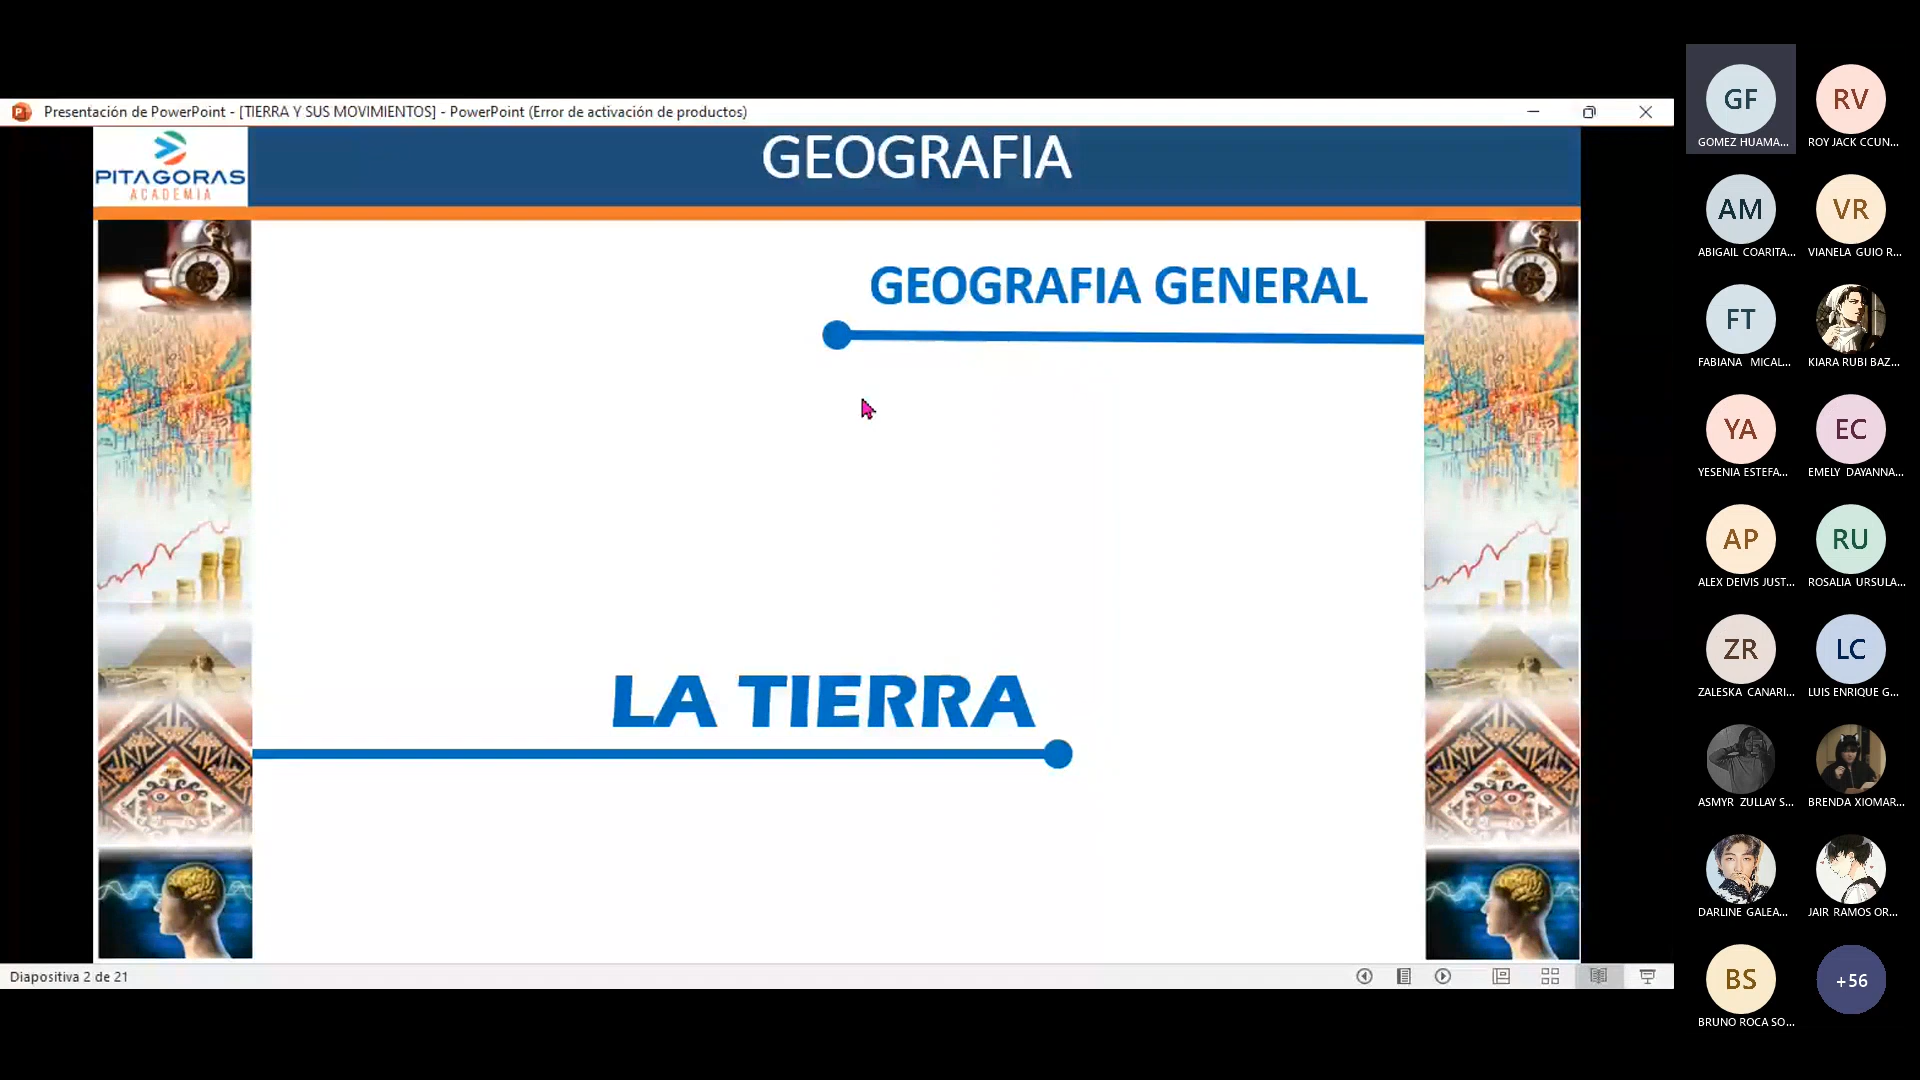 Presentación de PowerPoint - [TIERRA Y SUS MOVIMIENTOS] - PowerPoint (Error de activación de productos)
PITAGORAS
ACADEMIA
GEOGRAFIA
GEOGRAFIA GENERAL
LA TIERRA
Diapositiva 2 de 21
GF
GOMEZ HUAMA...
RV
ROY JACK CCUN...
AM
ABIGAIL COARITA...
VR
VIANELA GUIO R...
FT
FABIANA MICAL...
KIARA RUBI BAZ...
YA
YESENIA ESTEFA...
EC
EMELY DAYANNA...
AP
ALEX DEIVIS JUST...
RU
ROSALIA URSULA...
ZR
ZALESKA CANARI...
LC
LUIS ENRIQUE G...
ASMYR ZULLAY S...
BRENDA XIOMAR...
DARLINE GALEA...
JAIR RAMOS OR...
BS
BRUNO ROCA SO...
+56